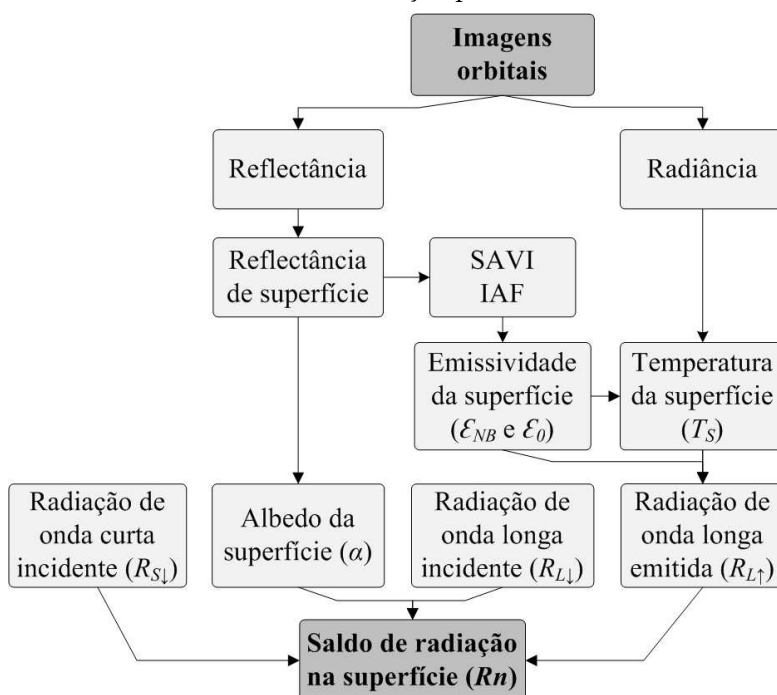 Imagens
orbitais
Reflectância
Radiância
Reflectância
de superfície
SAVI
IAF
Emissividade
da superfície
(ℰNB e ℰ0)
Temperatura
da superfície
(TS)
Radiação de
onda curta
incidente (RS↓)
Albedo da
superfície (α)
Radiação de
onda longa
incidente (RL↓)
Radiação de
onda longa
emitida (RL↑)
Saldo de radiação
na superfície (Rn)